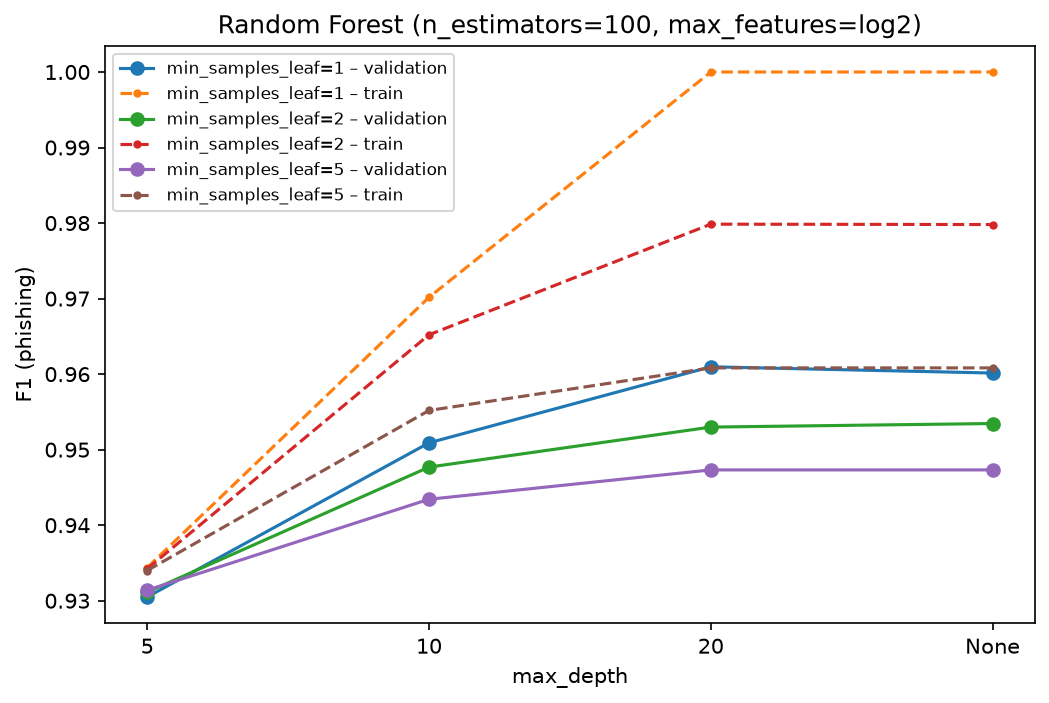 Random Forest (n_estimators=100, max_features=log2)
min_samples_leaf=1 – validation
min_samples_leaf=1 – train
min_samples_leaf=2 – validation
min_samples_leaf=2 – train
min_samples_leaf=5 – validation
min_samples_leaf=5 – train
F1 (phishing)
1.00
0.99
0.98
0.97
0.96
0.95
0.94
0.93
5 10 20 None
max_depth